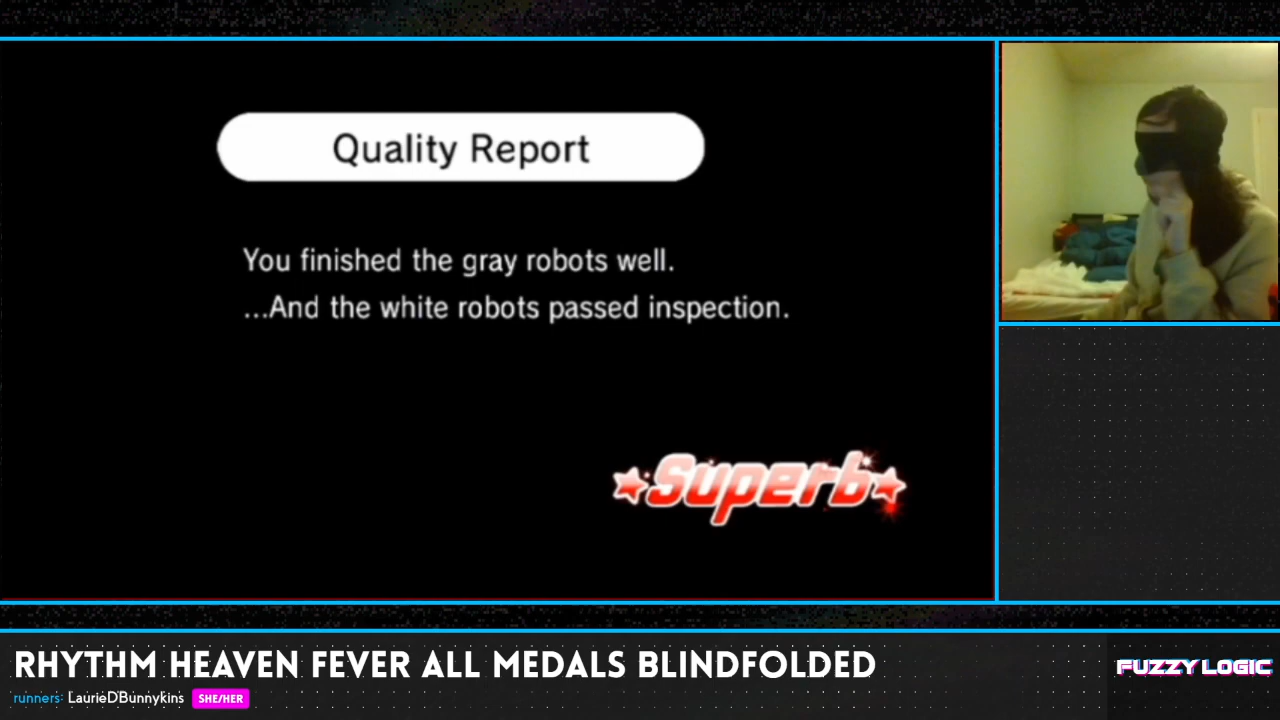 Quality Report
You finished the gray robots well.
...And the white robots passed inspection.
Superb
RHYTHM HEAVEN FEVER ALL MEDALS BLINDFOLDED
runners: LaurieDBunnykins SHE/HER
FUZZY LOGIC